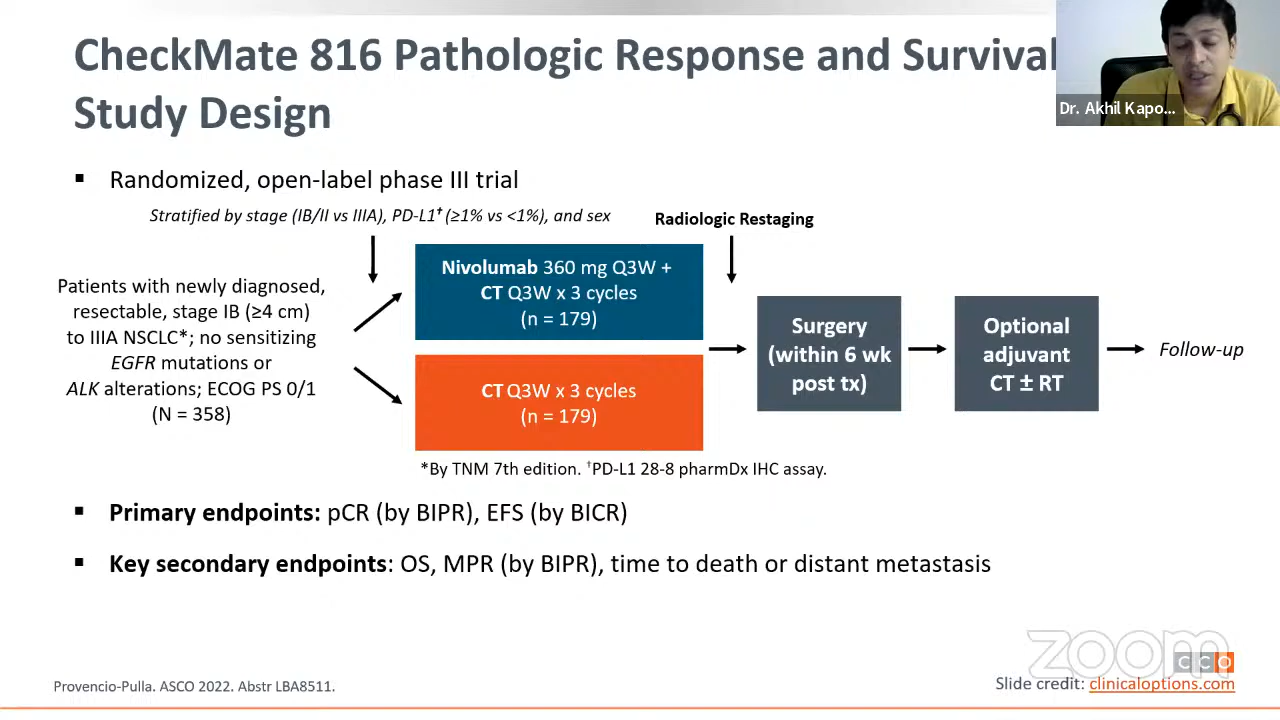 CheckMate 816 Pathologic Response and Survival
Study Design
Dr. Akhil Kapo...
▪ Randomized, open-label phase III trial
Stratified by stage (IB/II vs IIIA), PD-L1† (≥1% vs <1%), and sex
Radiologic Restaging
Patients with newly diagnosed,
resectable, stage IB (≥4 cm)
to IIIA NSCLC*; no sensitizing
EGFR mutations or
ALK alterations; ECOG PS 0/1
(N = 358)
Nivolumab 360 mg Q3W +
CT Q3W x 3 cycles
(n = 179)
CT Q3W x 3 cycles
(n = 179)
Surgery
(within 6 wk
post tx)
Optional
adjuvant
CT ± RT
Follow-up
*By TNM 7th edition. †PD-L1 28-8 pharmDx IHC assay.
▪ Primary endpoints: pCR (by BIPR), EFS (by BICR)
▪ Key secondary endpoints: OS, MPR (by BIPR), time to death or distant metastasis
zoom
CCO
Provencio-Pulla. ASCO 2022. Abstr LBA8511.
Slide credit: clinicaloptions.com